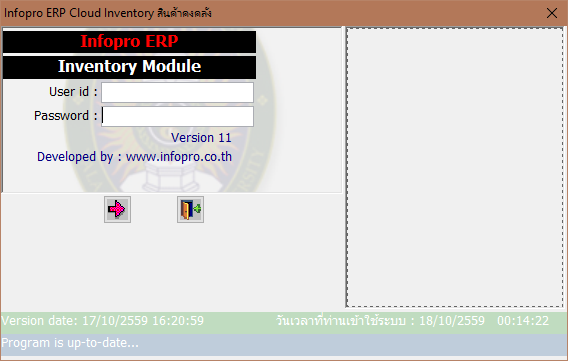 Infopro ERP Cloud Inventory สินค้าคงคลัง
Infopro ERP
Inventory Module
User id :
Password :
Version 11
Developed by : www.infopro.co.th
Version date: 17/10/2559 16:20:59 วันเวลาที่ท่านเข้าใช้ระบบ : 18/10/2559 00:14:22
Program is up-to-date...